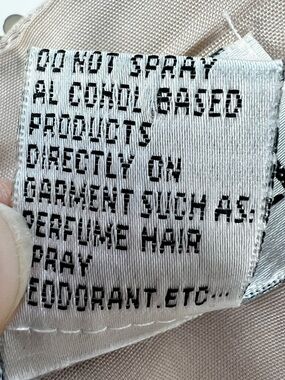 DO NOT SPRAY
AL COHOL BASED
PRODUCTS
DIRECTLY ON
GARMENT SUCH AS:
PERFUME HAIR
PRAY
EODORANT.ETC...